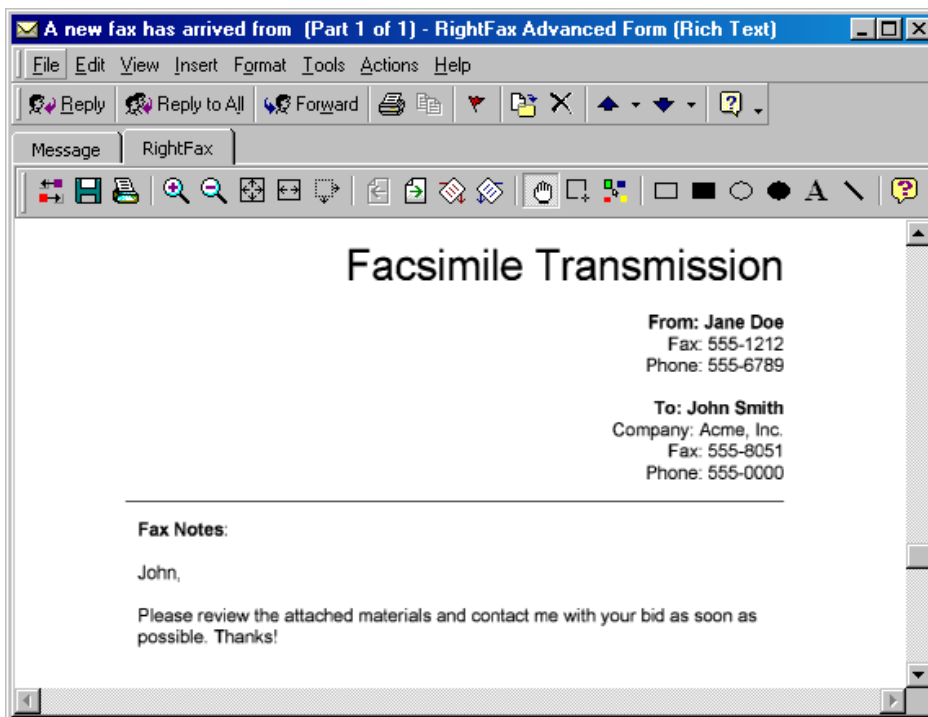 A new fax has arrived from (Part 1 of 1) - RightFax Advanced Form (Rich Text)
File Edit View Insert Format Tools Actions Help
Reply Reply to All Forward
Message RightFax
A
Facsimile Transmission
From: Jane Doe
Fax: 555-1212
Phone: 555-6789
To: John Smith
Company: Acme, Inc.
Fax: 555-8051
Phone: 555-0000
Fax Notes:
John,
Please review the attached materials and contact me with your bid as soon as
possible. Thanks!